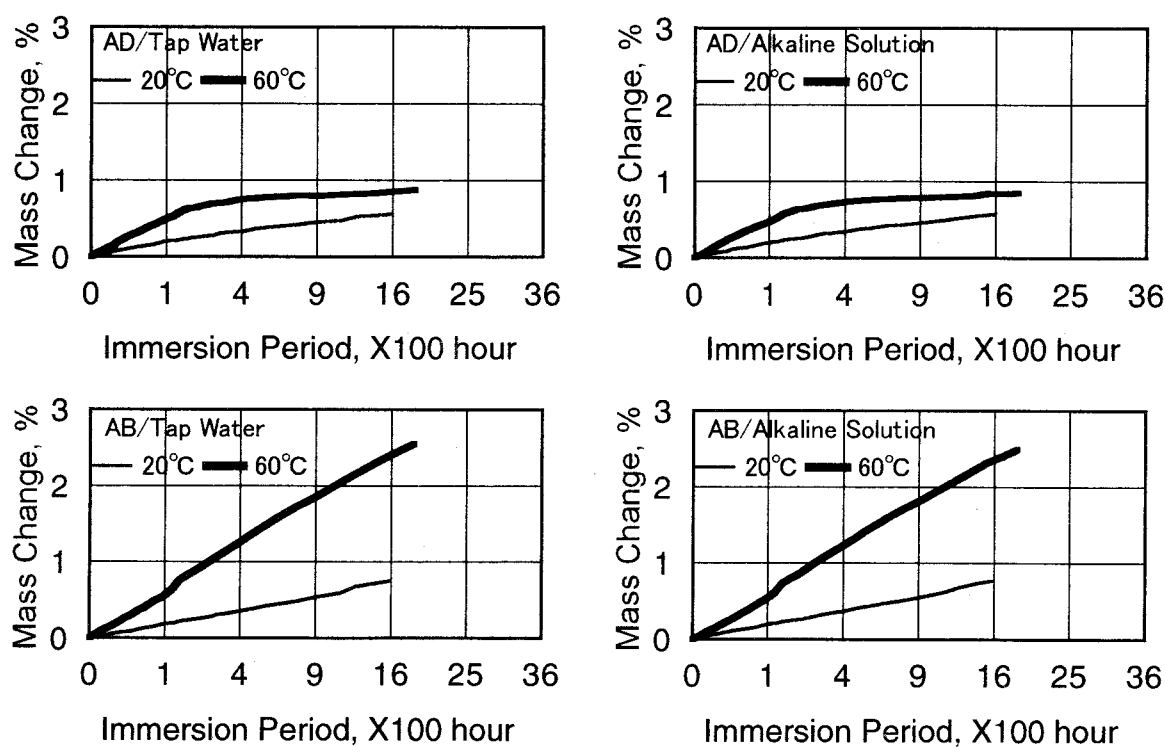 Mass Change, %
3
2
1
0
AD/Tap Water
20°C 60°C
0 1 4 9 16 25 36
Immersion Period, X100 hour
Mass Change, %
3
2
1
0
AD/Alkaline Solution
20°C 60°C
0 1 4 9 16 25 36
Immersion Period, X100 hour
Mass Change, %
3
2
1
0
AB/Tap Water
20°C 60°C
0 1 4 9 16 25 36
Immersion Period, X100 hour
Mass Change, %
3
2
1
0
AB/Alkaline Solution
20°C 60°C
0 1 4 9 16 25 36
Immersion Period, X100 hour